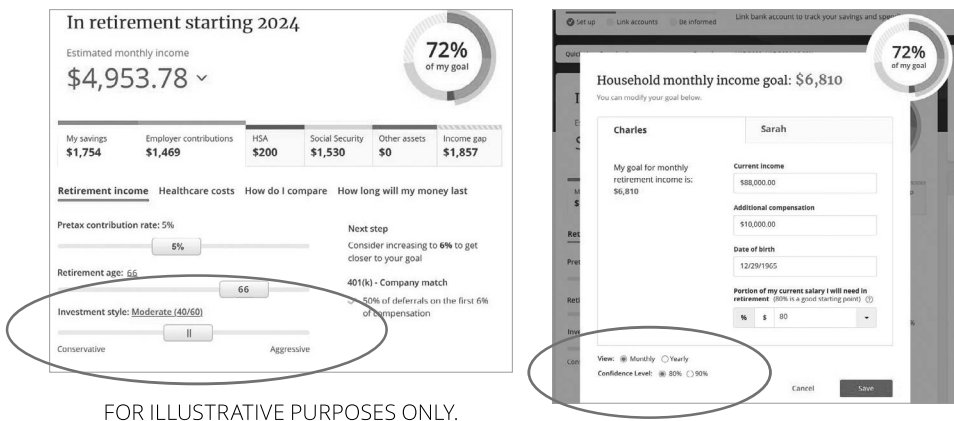 In retirement starting 2024
Estimated monthly income
$4,953.78
72%
of my goal
My savings
$1,754
Employer contributions
$1,469
HSA
$200
Social Security
$1,530
Other assets
$0
Income gap
$1,857
Retirement income Healthcare costs How do I compare How long will my money last
Pretax contribution rate: 5%
5%
Retirement age: 66
66
Investment style: Moderate (40/60)
Conservative Aggressive
Next step
Consider increasing to 6% to get
closer to your goal
401(k) - Company match
50% of deferrals on the first 6%
of compensation
FOR ILLUSTRATIVE PURPOSES ONLY.
Set up Link accounts Be informed
Link bank account to track your savings and
72%
of my goal
Household monthly income goal: $6,810
You can modify your goal below.
Charles Sarah
My goal for monthly
retirement income is:
$6,810
Current Income
$88,000.00
Additional compensation
$10,000.00
Date of birth
12/29/1965
Portion of my current salary I will need in
retirement (80% is a good starting point)
% $ 80
View: Monthly Yearly
Confidence Level: 80% 90%
Cancel Save